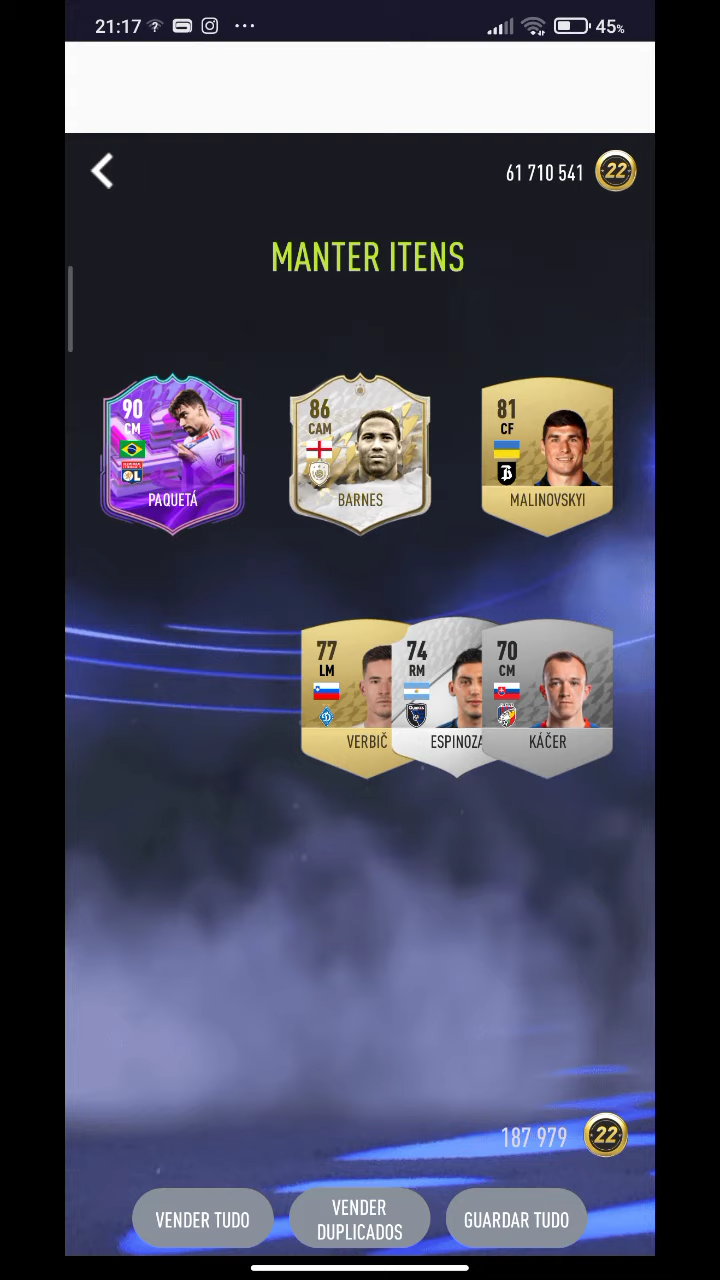 21:17
45%
61 710 541
22
MANTER ITENS
90
CM
OL
PAQUETÁ
86
CAM
BARNES
81
CF
MALINOVSKYI
77
LM
VERBIČ
74
RM
ESPINOZA
70
CM
KÁČER
187 979
22
VENDER TUDO
VENDER
DUPLICADOS
GUARDAR TUDO